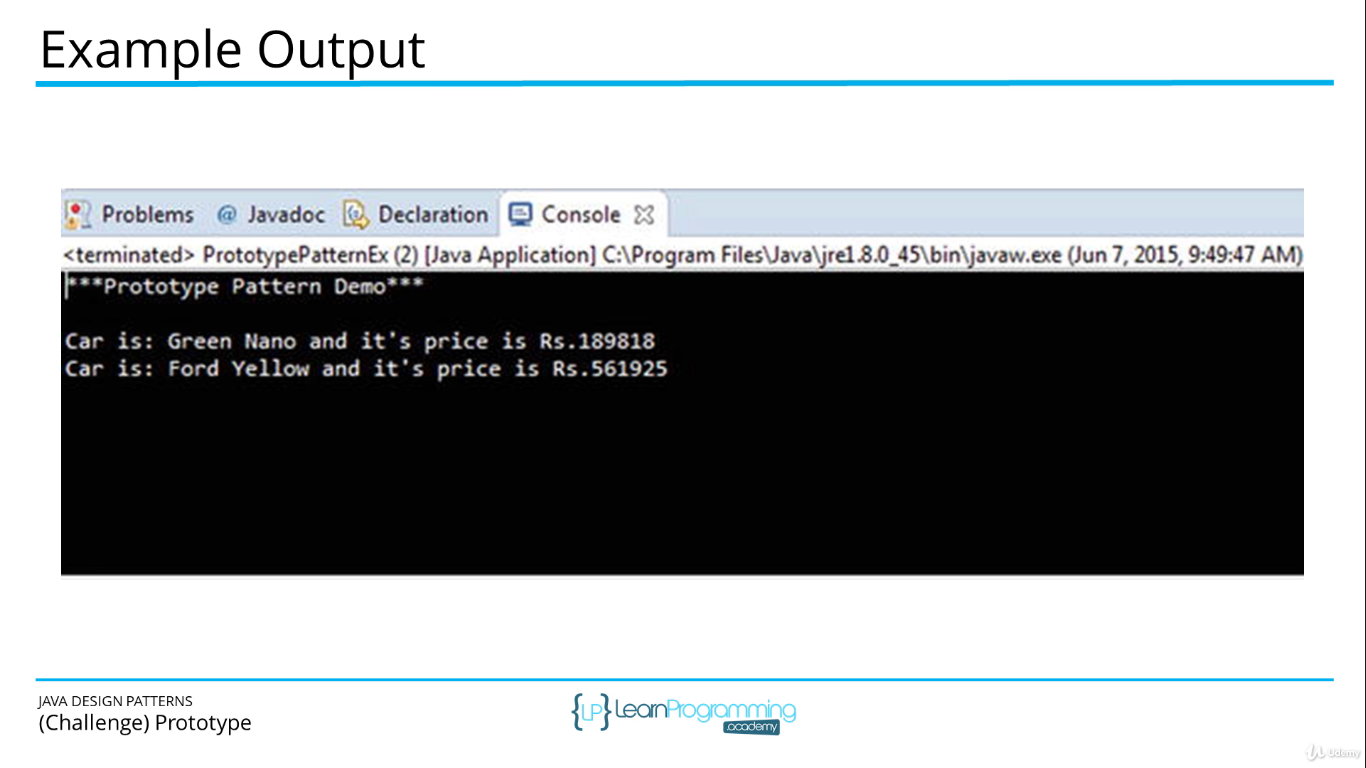 Example Output
Problems @ Javadoc Declaration Console
<terminated> PrototypePatternEx (2) [Java Application] C:\Program Files\Java\jre1.8.0_45\bin\javaw.exe (Jun 7, 2015, 9:49:47 AM)
***Prototype Pattern Demo***
Car is: Green Nano and it's price is Rs.189818
Car is: Ford Yellow and it's price is Rs.561925
JAVA DESIGN PATTERNS
(Challenge) Prototype
{LP} LearnProgramming
.academy
Udemy